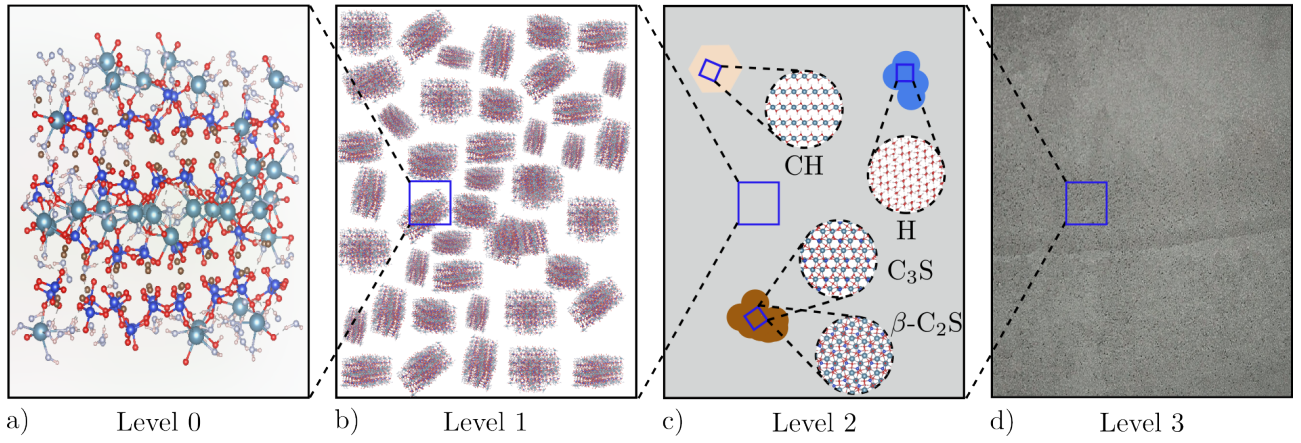 CH
H
C₃S
β-C₂S
a) Level 0
b) Level 1
c) Level 2
d) Level 3